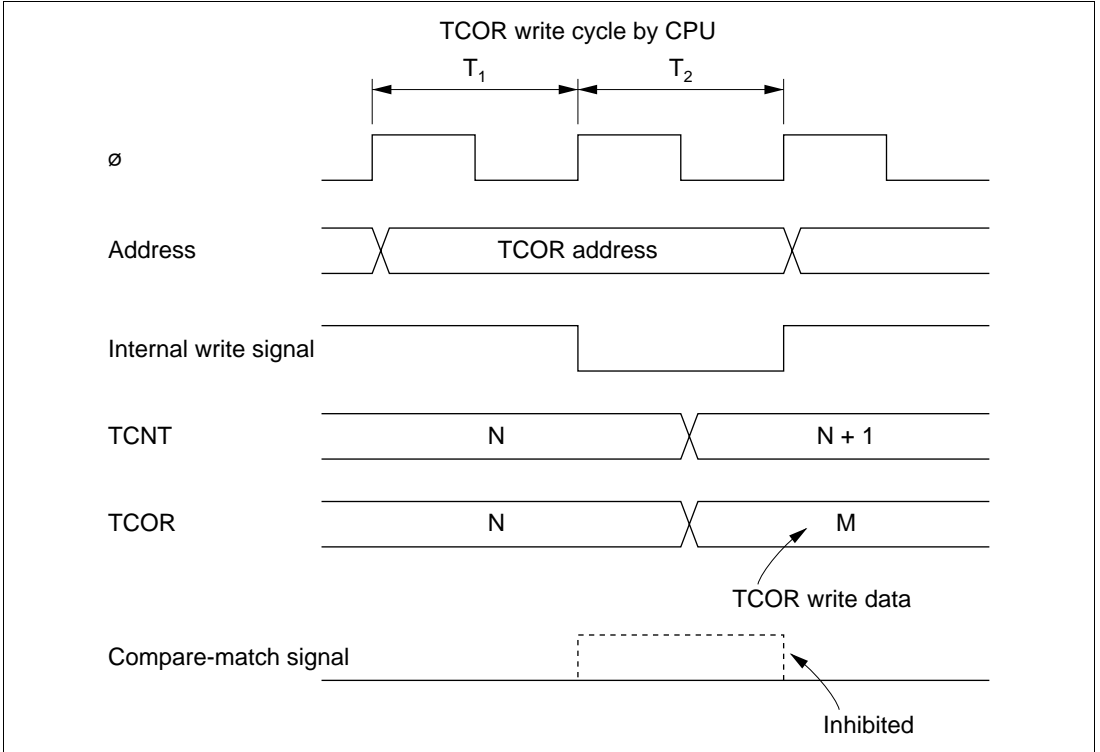 TCOR write cycle by CPU
T1 T2
ø
Address TCOR address
Internal write signal
TCNT N N + 1
TCOR N M
TCOR write data
Compare-match signal
Inhibited